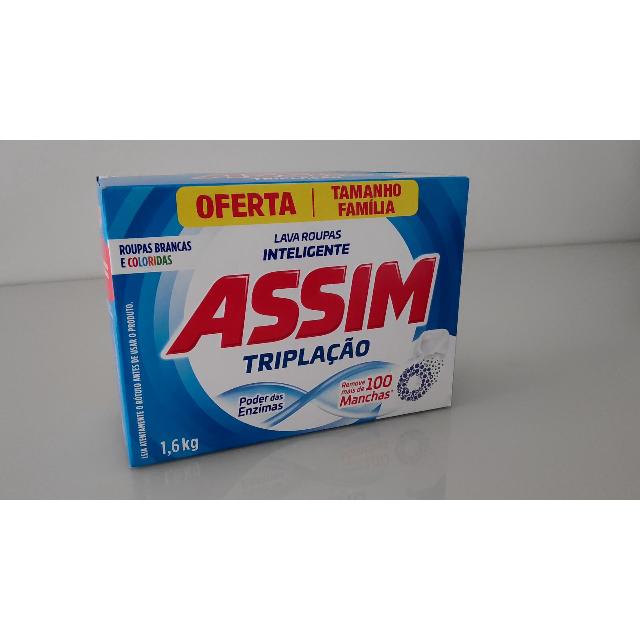 OFERTA
TAMANHO
FAMÍLIA
ROUPAS BRANCAS
E COLORIDAS
LAVA ROUPAS
INTELIGENTE
ASSIM
TRIPLAÇÃO
Poder das
Enzimas
Remove
mais de 100
Manchas
1,6kg
LEIA ATENTAMENTE O RÓTULO ANTES DE USAR O PRODUTO.